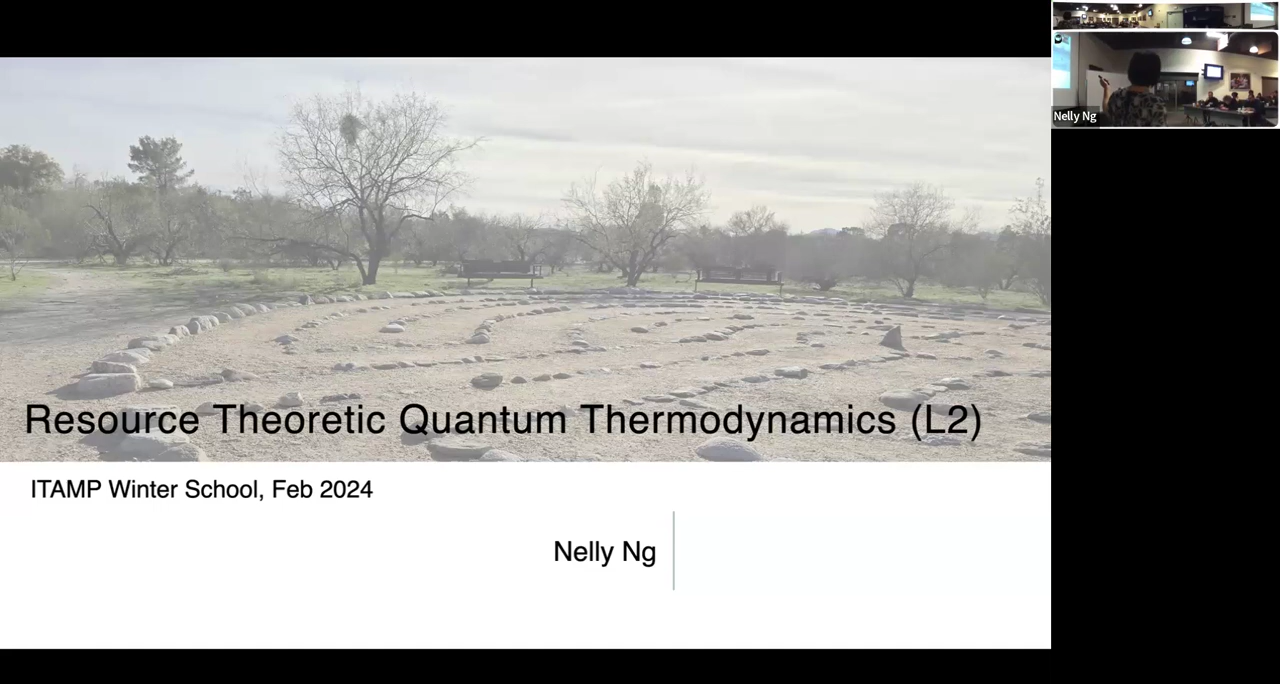 Resource Theoretic Quantum Thermodynamics (L2)
ITAMP Winter School, Feb 2024
Nelly Ng
Nelly Ng